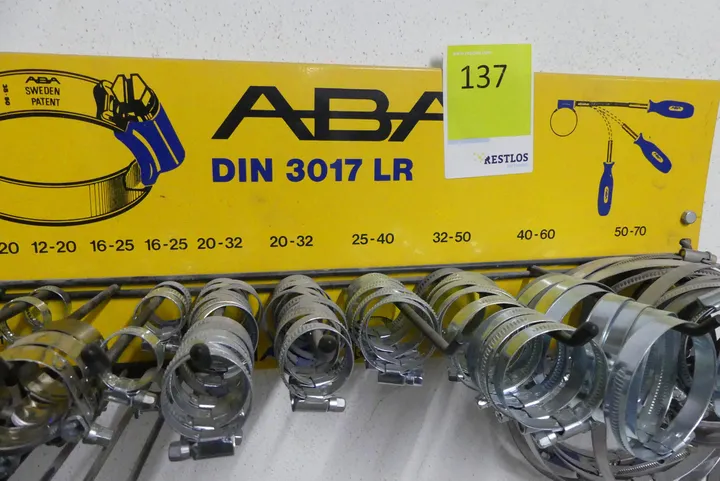 137
RESTLOS
ABA
SWEDEN
PATENT
ABA
DIN 3017 LR
20 12-20 16-25 16-25 20-32 20-32 25-40 32-50 40-60 50-70